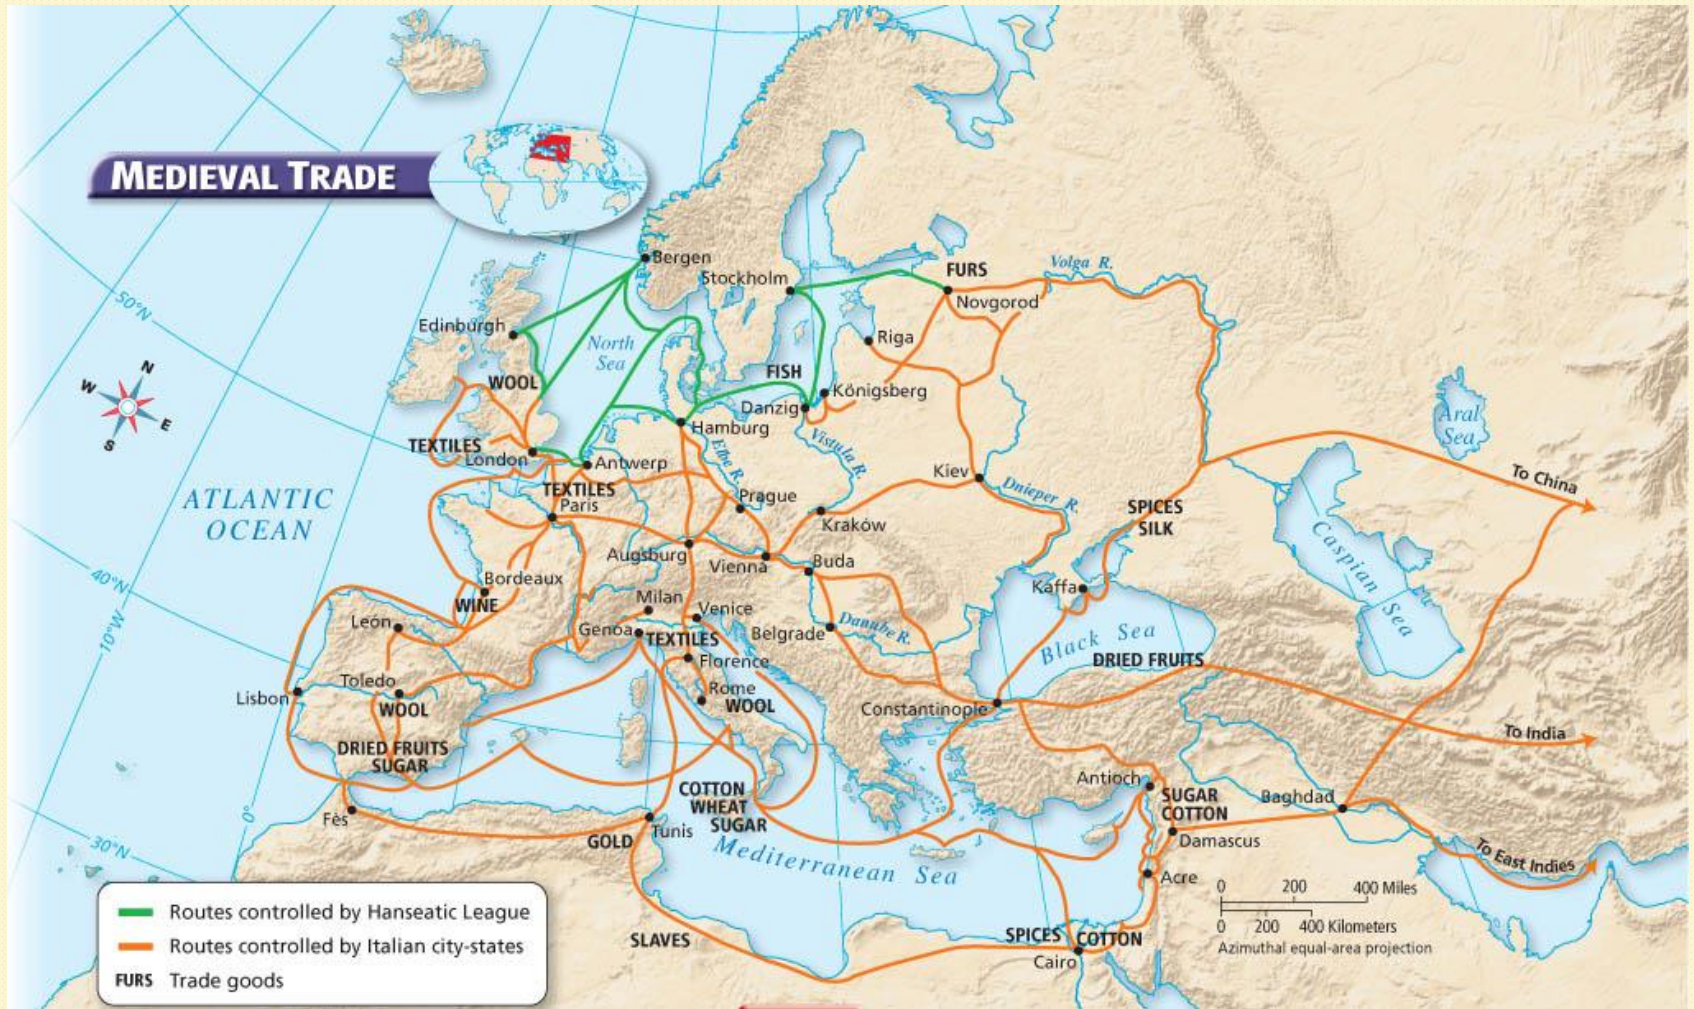 MEDIEVAL TRADE
50°N
40°N
30°N
10°W
0°
N
W
E
S
ATLANTIC
OCEAN
North
Sea
Bergen
Stockholm
FURS
Novgorod
Volga R.
Edinburgh
Riga
WOOL
FISH
Königsberg
Danzig
Hamburg
Vistula R.
Elbe R.
TEXTILES
London
Antwerp
TEXTILES
Paris
Prague
Kiev
Dnieper R.
Kraków
SPICES
SILK
Aral
Sea
To China
Caspian Sea
Augsburg
Vienna
Buda
Bordeaux
WINE
Kaffa
Milan
Venice
León
Genoa
TEXTILES
Belgrade
Danube R.
Black Sea
DRIED FRUITS
Florence
Toledo
Lisbon
WOOL
Rome
WOOL
Constantinople
To India
DRIED FRUITS
SUGAR
COTTON
WHEAT
SUGAR
Antioch
SUGAR
COTTON
Baghdad
Fès
GOLD
Tunis
Damascus
To East Indies
Mediterranean Sea
Acre
SLAVES
SPICES
COTTON
Cairo
0 200 400 Miles
0 200 400 Kilometers
Azimuthal equal-area projection
Routes controlled by Hanseatic League
Routes controlled by Italian city-states
FURS Trade goods